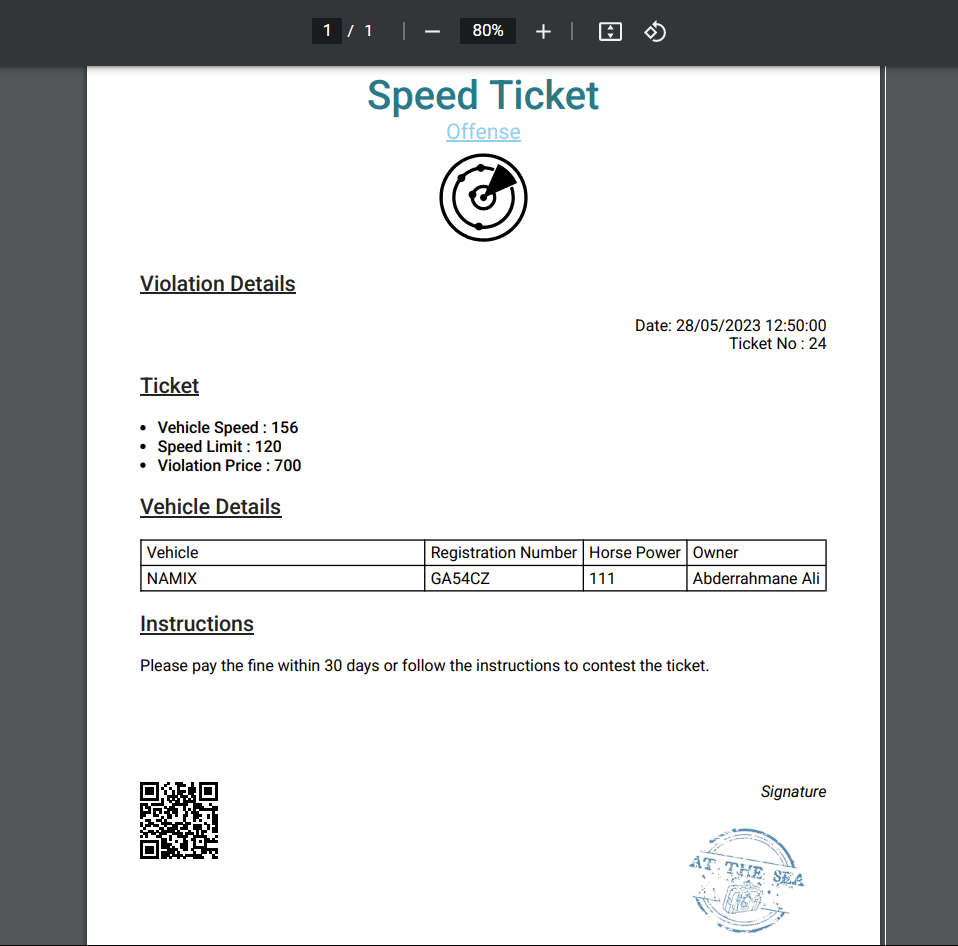 1 / 1 80%
Speed Ticket
Offense
Violation Details
Date: 28/05/2023 12:50:00
Ticket No : 24
Ticket
Vehicle Speed : 156
Speed Limit : 120
Violation Price : 700
Vehicle Details
Vehicle Registration Number Horse Power Owner
NAMIX GA54CZ 111 Abderrahmane Ali
Instructions
Please pay the fine within 30 days or follow the instructions to contest the ticket.
Signature
AT THE SEA